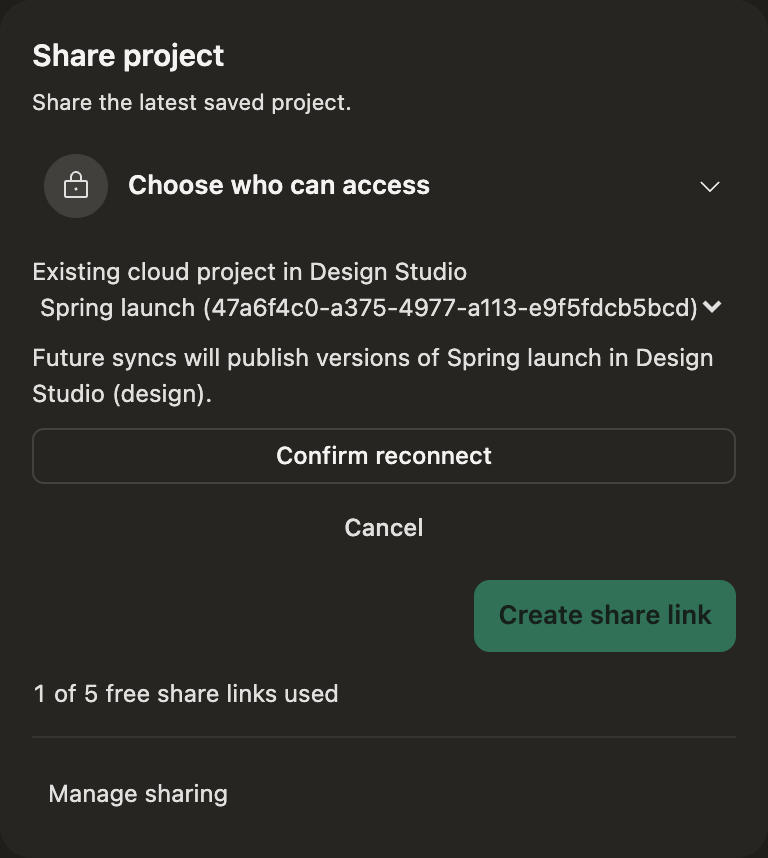 Share project
Share the latest saved project.
Choose who can access
Existing cloud project in Design Studio
Spring launch (47a6f4c0-a375-4977-a113-e9f5fdcb5bcd)
Future syncs will publish versions of Spring launch in Design
Studio (design).
Confirm reconnect
Cancel
Create share link
1 of 5 free share links used
Manage sharing